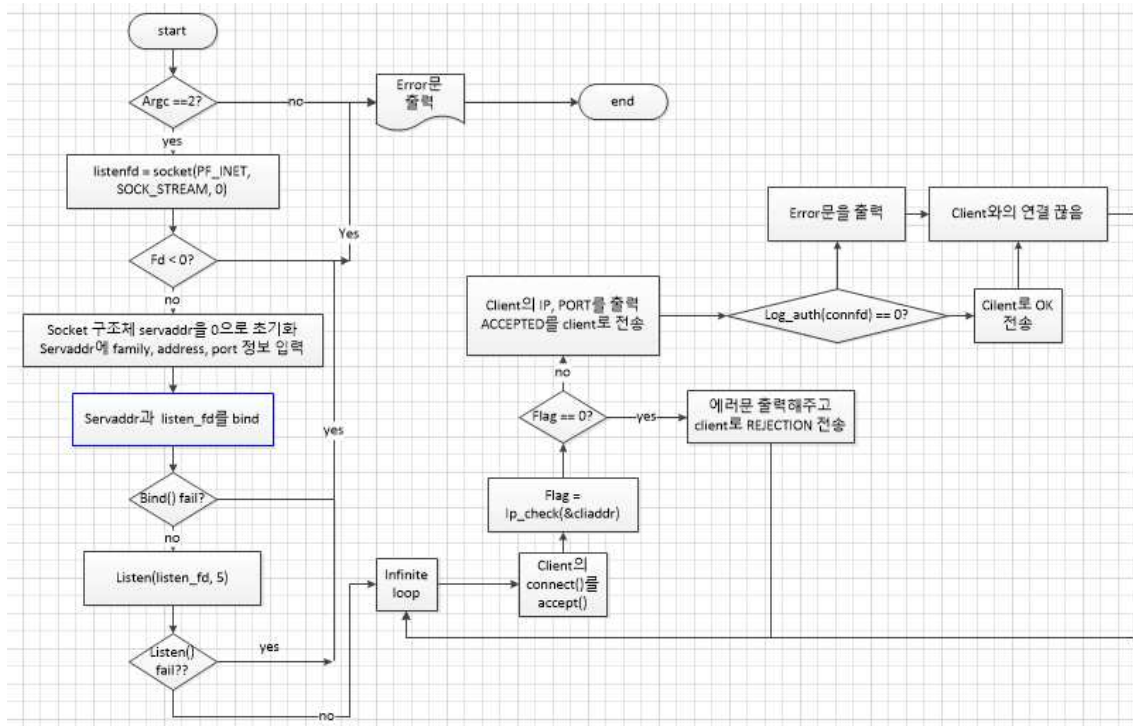 start
Argc ==2?
no
Error문
출력
end
yes
listenfd = socket(PF_INET,
SOCK_STREAM, 0)
Yes
Fd < 0?
no
Socket 구조체 servaddr을 0으로 초기화
Servaddr에 family, address, port 정보 입력
Servaddr과 listen_fd를 bind
yes
Bind() fail?
no
Listen(listen_fd, 5)
Listen()
fail??
yes
no
Infinite
loop
Client의
connect()를
accept()
Flag =
Ip_check(&cliaddr)
Flag == 0?
yes
에러문 출력해주고
client로 REJECTION 전송
no
Client의 IP, PORT를 출력
ACCEPTED를 client로 전송
Log_auth(connfd) == 0?
Error문을 출력
Client와의 연결 끊음
Cilent로 OK
전송